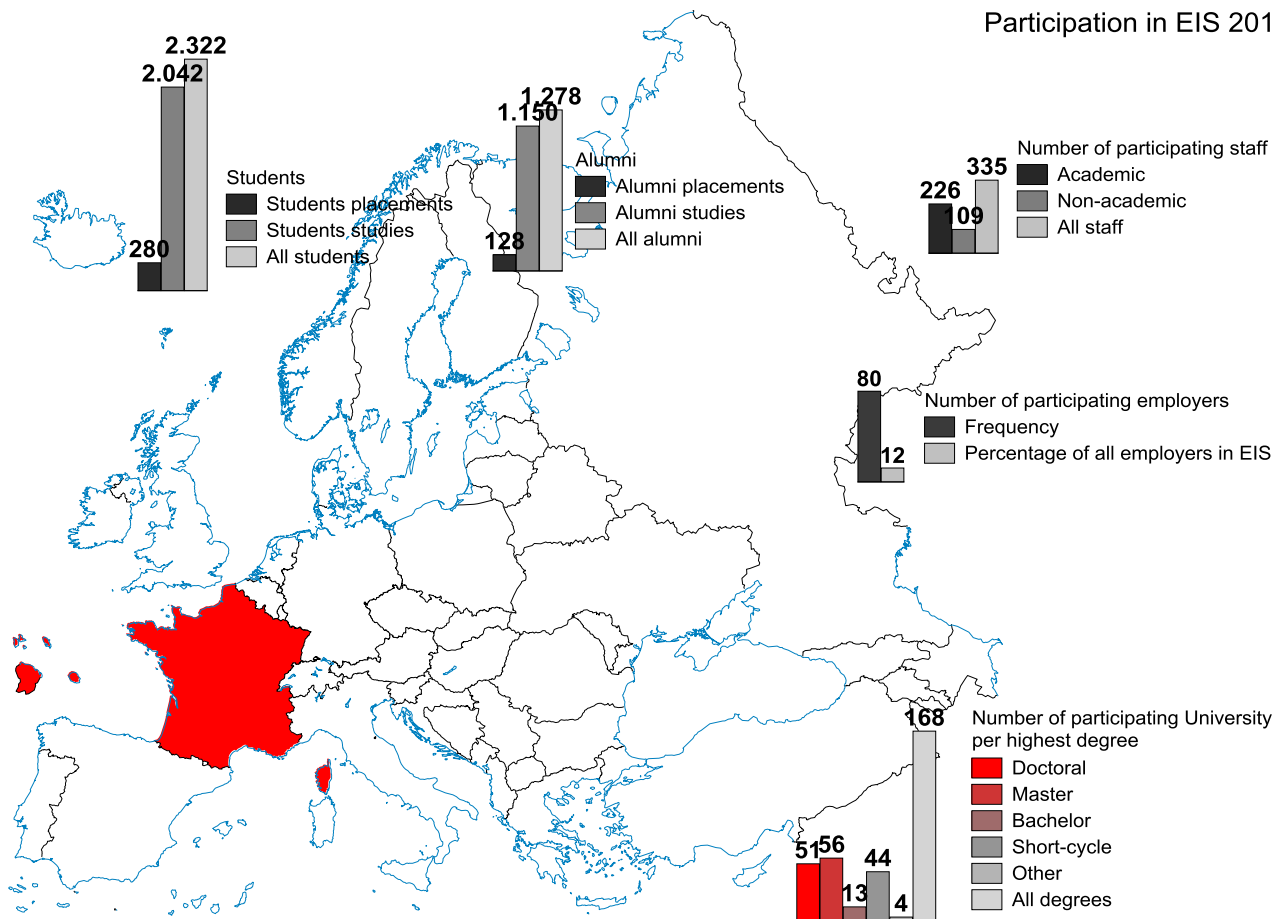 Participation in EIS 201
2.322
2.042
280
Students
Students placements
Students studies
All students
1.278
1.150
128
Alumni
Alumni placements
Alumni studies
All alumni
335
226
109
Number of participating staff
Academic
Non-academic
All staff
80
12
Number of participating employers
Frequency
Percentage of all employers in EIS
168
51
56
13
44
4
Number of participating University
per highest degree
Doctoral
Master
Bachelor
Short-cycle
Other
All degrees